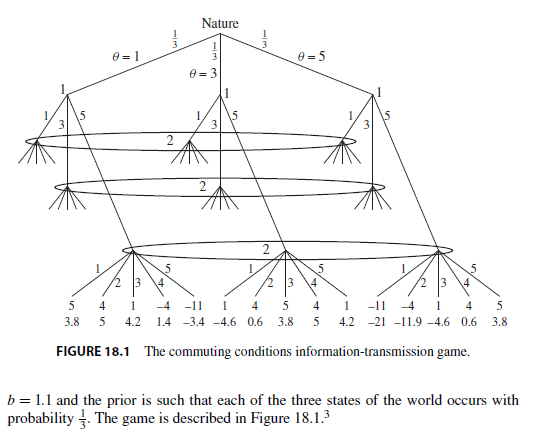 Nature
1/3 1/3 1/3
θ = 1 θ = 5
θ = 3
1 1 1
1 3 5 1 3 5 1 3 5
2
2
2
1 2 3 4 5 1 2 3 4 5 1 2 3 4 5
5 4 1 -4 -11 1 4 5 4 1 -11 -4 1 4 5
3.8 5 4.2 1.4 -3.4 -4.6 0.6 3.8 5 4.2 -21 -11.9 -4.6 0.6 3.8
FIGURE 18.1 The commuting conditions information-transmission game.
b = 1.1 and the prior is such that each of the three states of the world occurs with
probability 1/3. The game is described in Figure 18.1.³